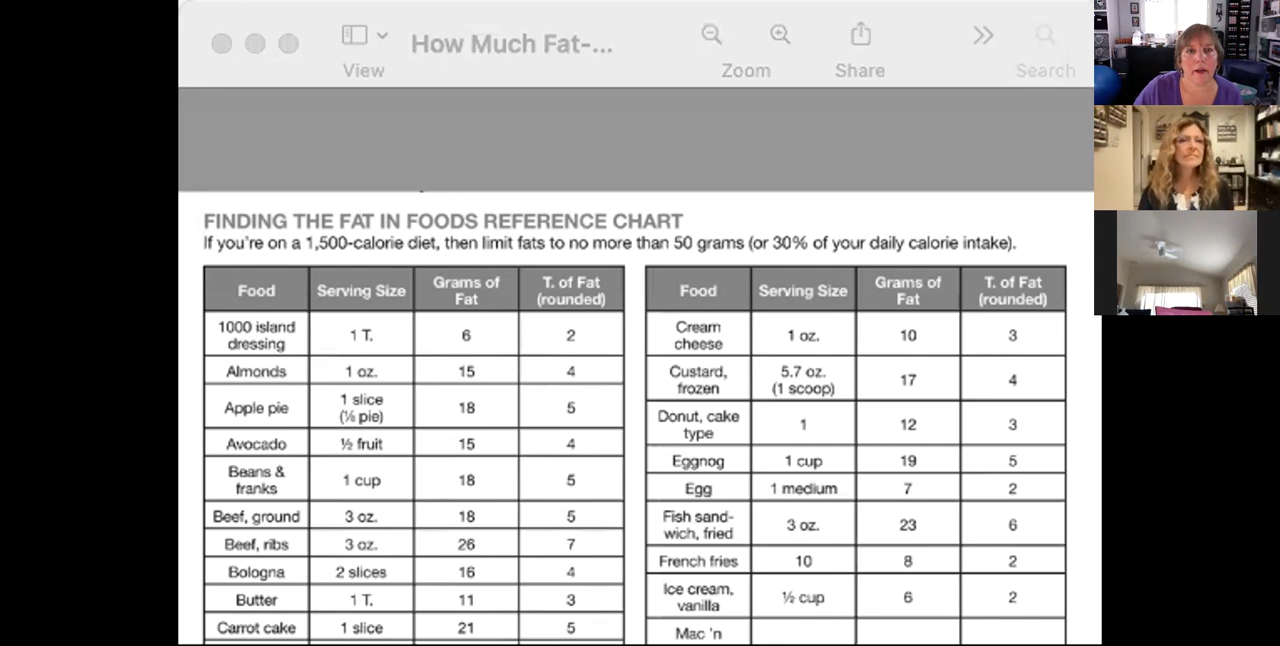 How Much Fat-...
View
Zoom
Share
Search
FINDING THE FAT IN FOODS REFERENCE CHART
If you're on a 1,500-calorie diet, then limit fats to no more than 50 grams (or 30% of your daily calorie intake).
Food Serving Size Grams of Fat T. of Fat (rounded)
1000 island dressing 1 T. 6 2
Almonds 1 oz. 15 4
Apple pie 1 slice (⅙ pie) 18 5
Avocado ½ fruit 15 4
Beans & franks 1 cup 18 5
Beef, ground 3 oz. 18 5
Beef, ribs 3 oz. 26 7
Bologna 2 slices 16 4
Butter 1 T. 11 3
Carrot cake 1 slice 21 5
Food Serving Size Grams of Fat T. of Fat (rounded)
Cream cheese 1 oz. 10 3
Custard, frozen 5.7 oz. (1 scoop) 17 4
Donut, cake type 1 12 3
Eggnog 1 cup 19 5
Egg 1 medium 7 2
Fish sand-wich, fried 3 oz. 23 6
French fries 10 8 2
Ice cream, vanilla ½ cup 6 2
Mac 'n